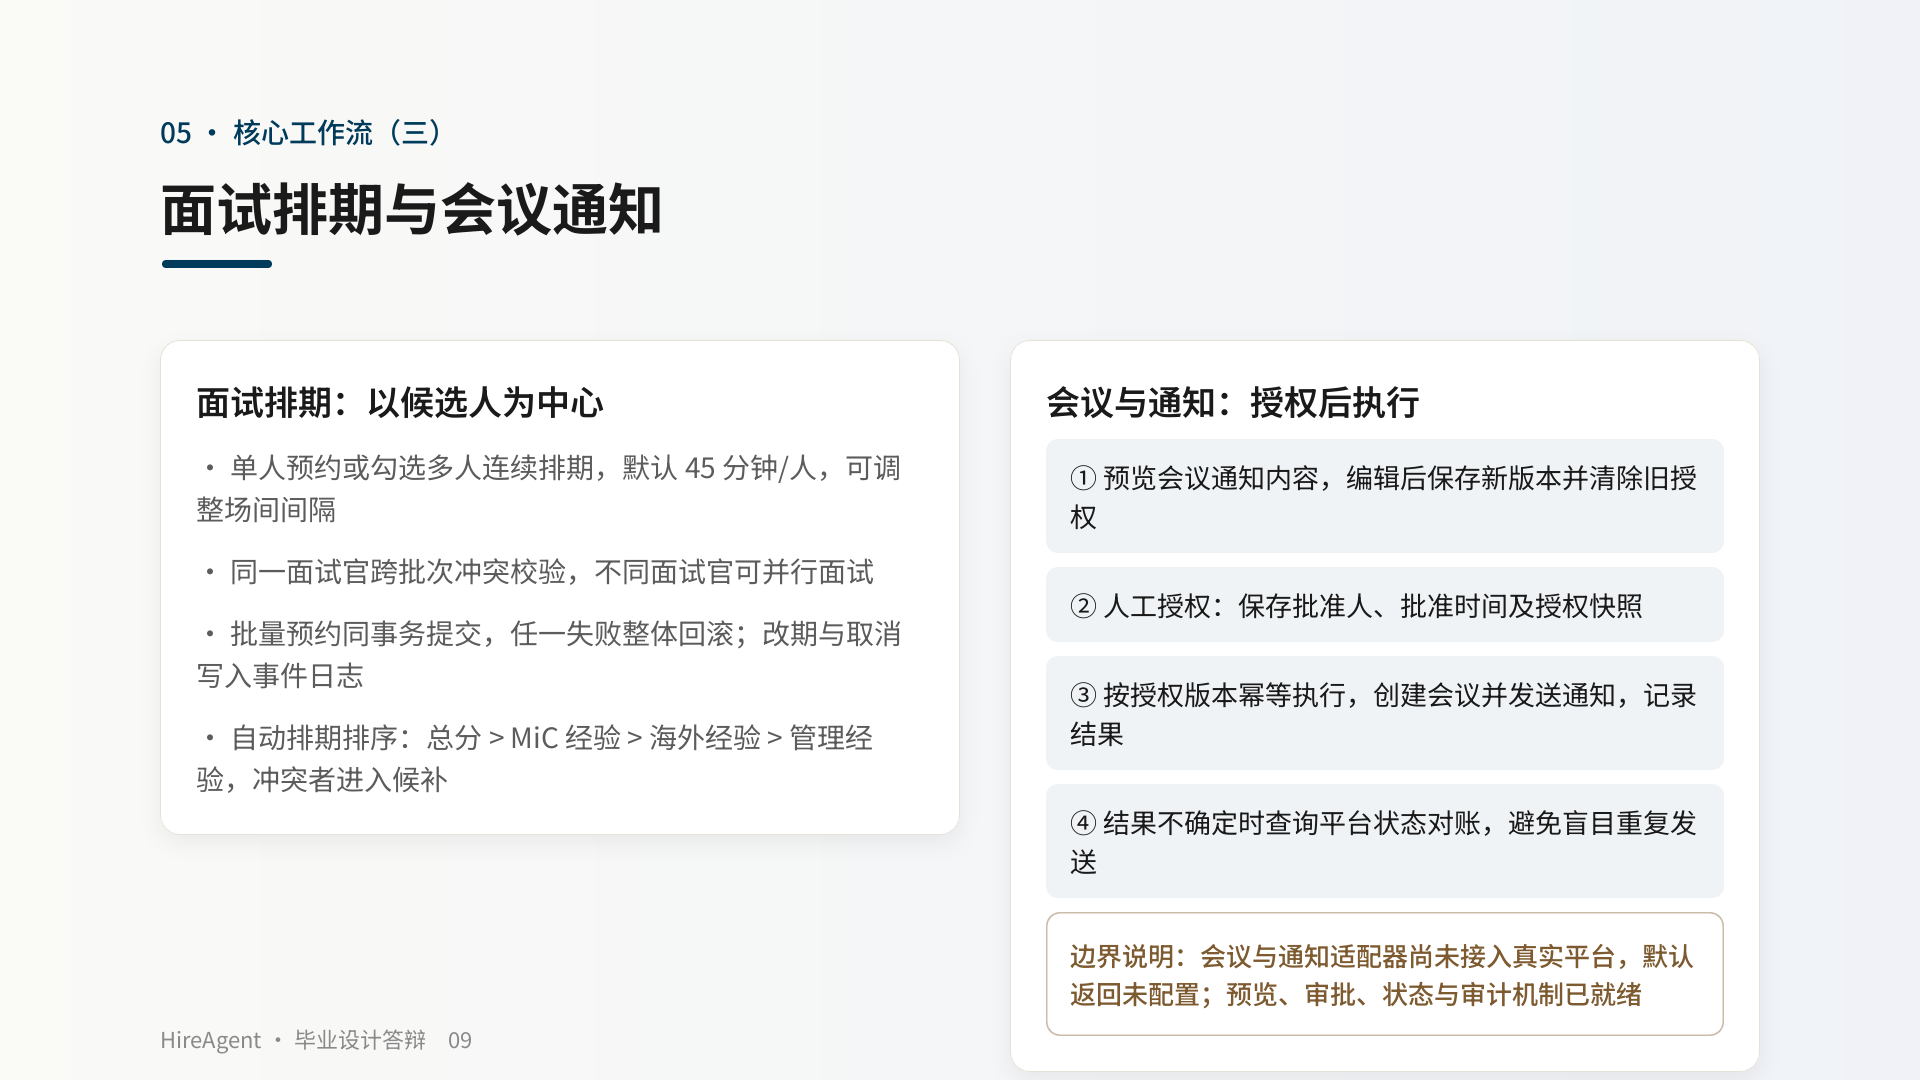 05 · 核心工作流（三）
面试排期与会议通知
面试排期：以候选人为中心
· 单人预约或勾选多人连续排期，默认 45 分钟/人，可调
整场间间隔
· 同一面试官跨批次冲突校验，不同面试官可并行面试
· 批量预约同事务提交，任一失败整体回滚；改期与取消
写入事件日志
· 自动排期排序：总分 > MiC 经验 > 海外经验 > 管理经
验，冲突者进入候补
会议与通知：授权后执行
① 预览会议通知内容，编辑后保存新版本并清除旧授
权
② 人工授权：保存批准人、批准时间及授权快照
③ 按授权版本幂等执行，创建会议并发送通知，记录
结果
④ 结果不确定时查询平台状态对账，避免盲目重复发
送
边界说明：会议与通知适配器尚未接入真实平台，默认
返回未配置；预览、审批、状态与审计机制已就绪
HireAgent · 毕业设计答辩 09